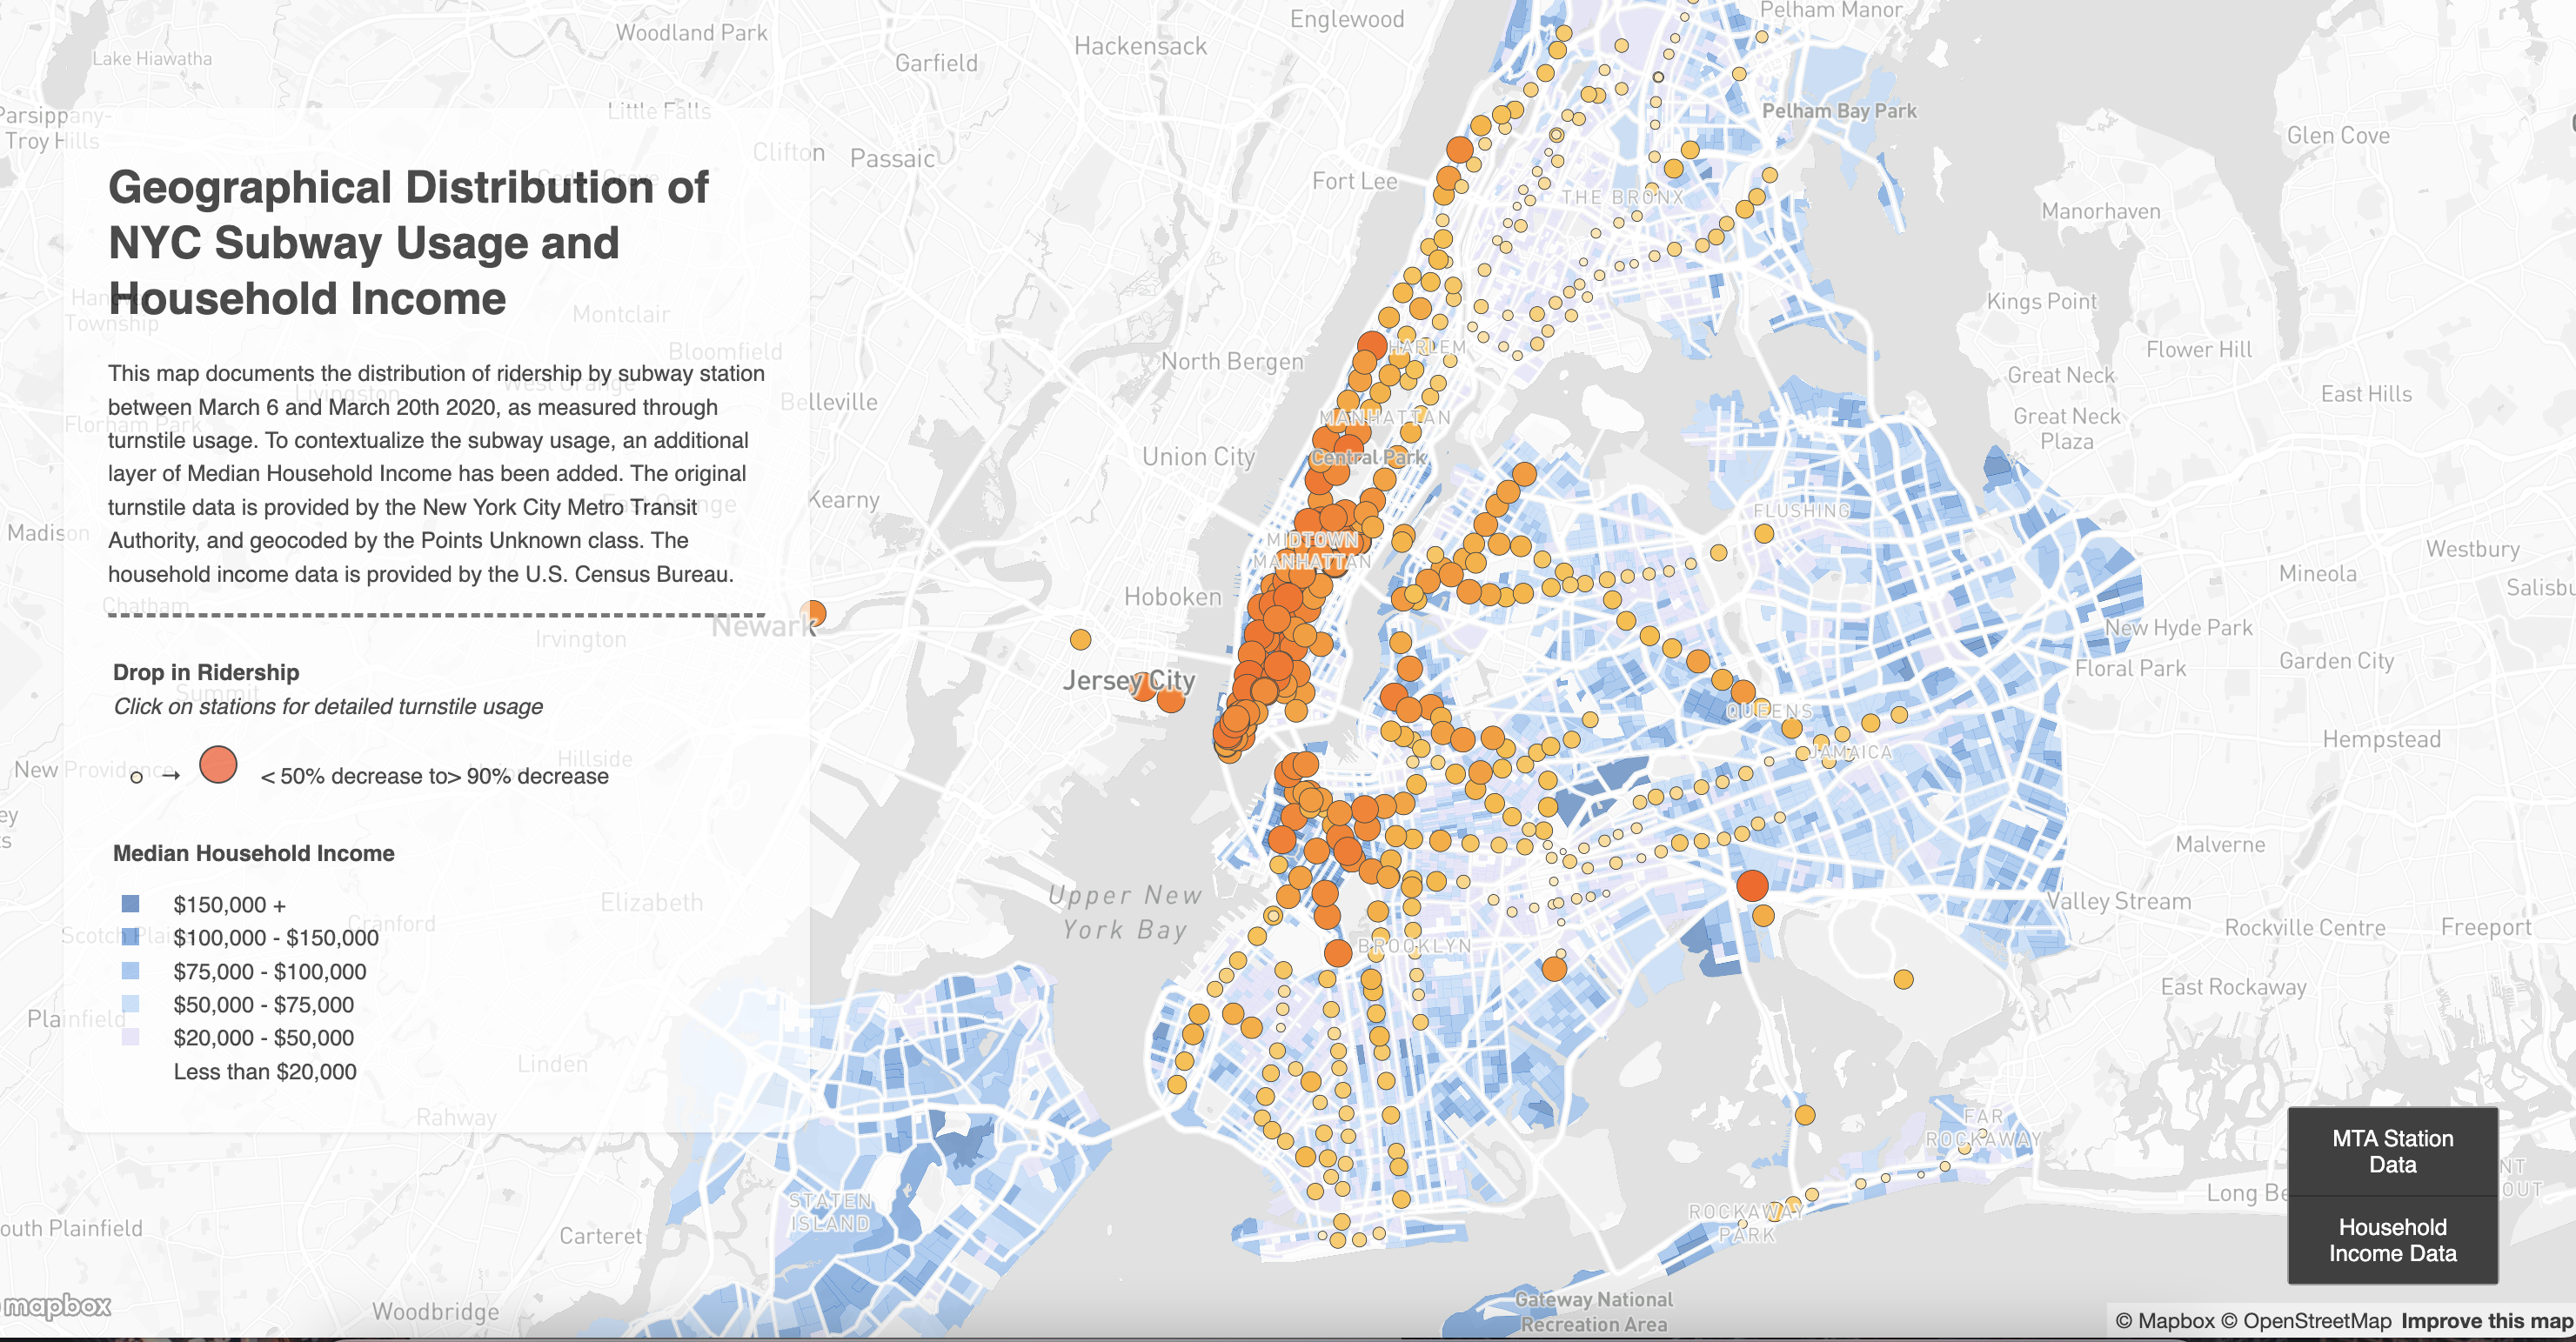 Geographical Distribution of
NYC Subway Usage and
Household Income
This map documents the distribution of ridership by subway station
between March 6 and March 20th 2020, as measured through
turnstile usage. To contextualize the subway usage, an additional
layer of Median Household Income has been added. The original
turnstile data is provided by the New York City Metro Transit
Authority, and geocoded by the Points Unknown class. The
household income data is provided by the U.S. Census Bureau.
Drop in Ridership
Click on stations for detailed turnstile usage
→ < 50% decrease to> 90% decrease
Median Household Income
$150,000 +
$100,000 - $150,000
$75,000 - $100,000
$50,000 - $75,000
$20,000 - $50,000
Less than $20,000
Lake Hiawatha
Woodland Park
Hackensack
Englewood
Pelham Manor
Garfield
Parsippany-
Troy Hills
Little Falls
Clifton
Passaic
Pelham Bay Park
Glen Cove
Fort Lee
THE BRONX
Manorhaven
Township
Montclair
Kings Point
Bloomfield
North Bergen
HARLEM
Flower Hill
Great Neck
Livingston
West Orange
Belleville
MANHATTAN
East Hills
Florham Park
Great Neck
Plaza
Union City
Central Park
East Orange
Kearny
FLUSHING
Madison
MIDTOWN
MANHATTAN
Westbury
Mineola
Chatham
Hoboken
Newark
Irvington
New Hyde Park
Floral Park
Garden City
Summit
Jersey City
QUEENS
New Providence
Union
Hillside
JAMAICA
Hempstead
Malverne
Upper New
York Bay
Elizabeth
Valley Stream
Cranford
Scotch Plains
Rockville Centre
Freeport
BROOKLYN
East Rockaway
Plainfield
Linden
Rahway
FAR
ROCKAWAY
STATEN
ISLAND
ROCKAWAY
PARK
Carteret
Woodbridge
Gateway National
Recreation Area
MTA Station
Data
Household
Income Data
mapbox
© Mapbox © OpenStreetMap Improve this map